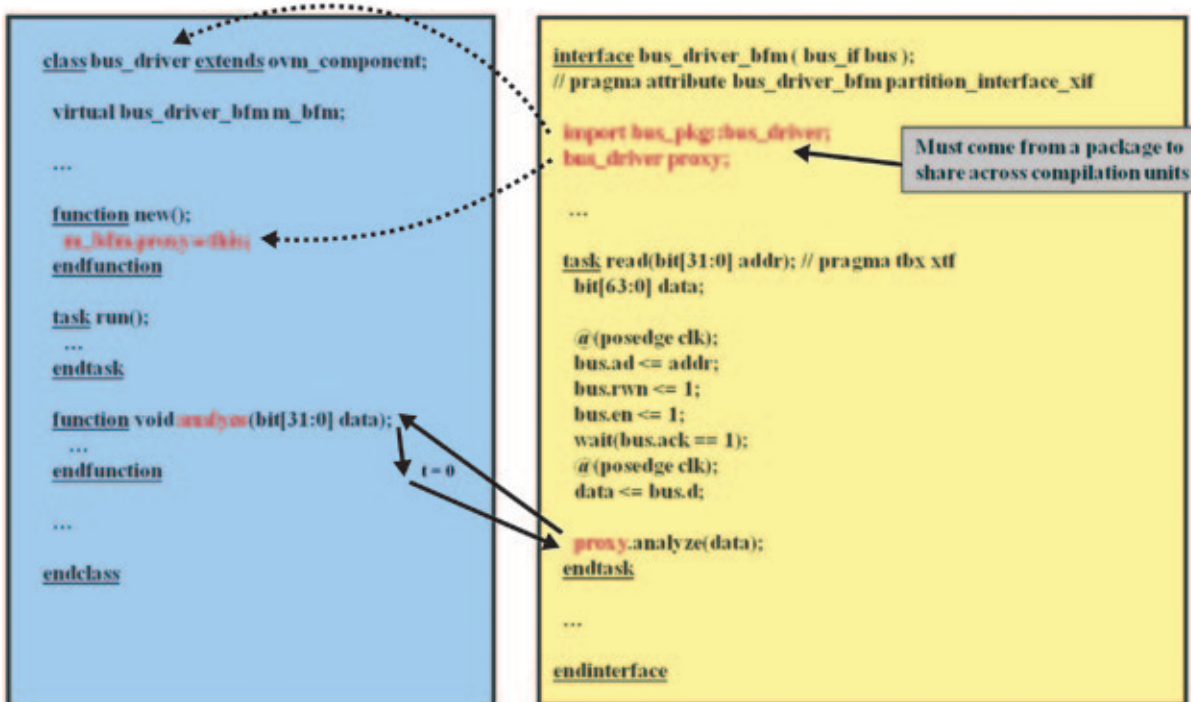 class bus_driver extends ovm_component;
virtual bus_driver_bfm m_bfm;
...
function new();
m_bfm.proxy = this;
endfunction
task run();
...
endtask
function void analyze(bit[31:0] data);
...
endfunction
...
endclass
t = 0
interface bus_driver_bfm ( bus_if bus );
// pragma attribute bus_driver_bfm partition_interface_xif
import bus_pkg::bus_driver;
bus_driver proxy;
Must come from a package to
share across compilation units
...
task read(bit[31:0] addr); // pragma tbx xtf
bit[63:0] data;
@(posedge clk);
bus.ad <= addr;
bus.rwn <= 1;
bus.en <= 1;
wait(bus.ack == 1);
@(posedge clk);
data <= bus.d;
proxy.analyze(data);
endtask
...
endinterface